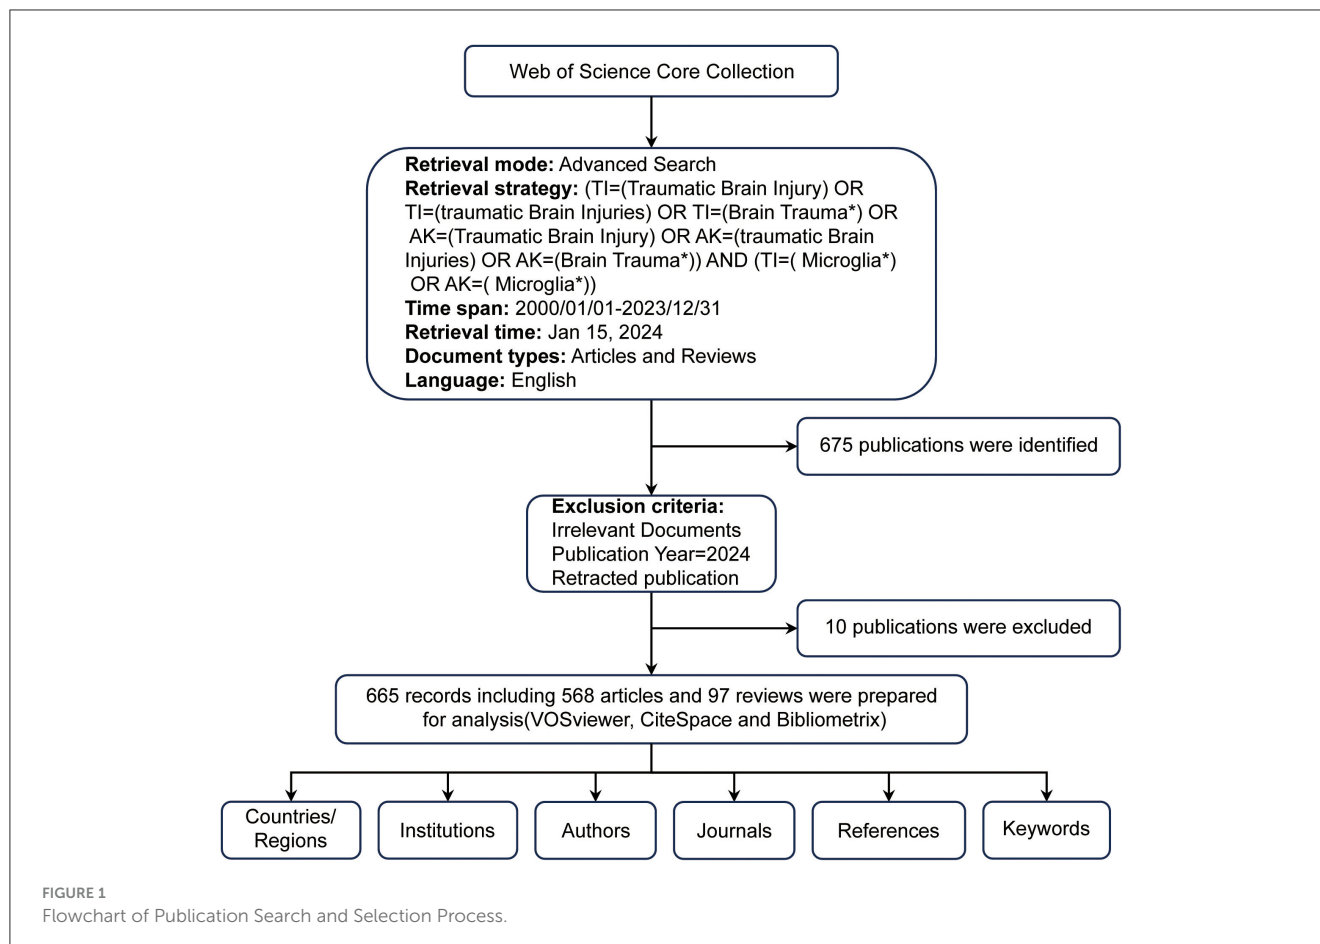 Web of Science Core Collection
Retrieval mode: Advanced Search
Retrieval strategy: (TI=(Traumatic Brain Injury) OR
TI=(traumatic Brain Injuries) OR TI=(Brain Trauma*) OR
AK=(Traumatic Brain Injury) OR AK=(traumatic Brain
Injuries) OR AK=(Brain Trauma*)) AND (TI=( Microglia*)
OR AK=( Microglia*))
Time span: 2000/01/01-2023/12/31
Retrieval time: Jan 15, 2024
Document types: Articles and Reviews
Language: English
675 publications were identified
Exclusion criteria:
Irrelevant Documents
Publication Year=2024
Retracted publication
10 publications were excluded
665 records including 568 articles and 97 reviews were prepared
for analysis(VOSviewer, CiteSpace and Bibliometrix)
Countries/
Regions
Institutions
Authors
Journals
References
Keywords
FIGURE 1
Flowchart of Publication Search and Selection Process.